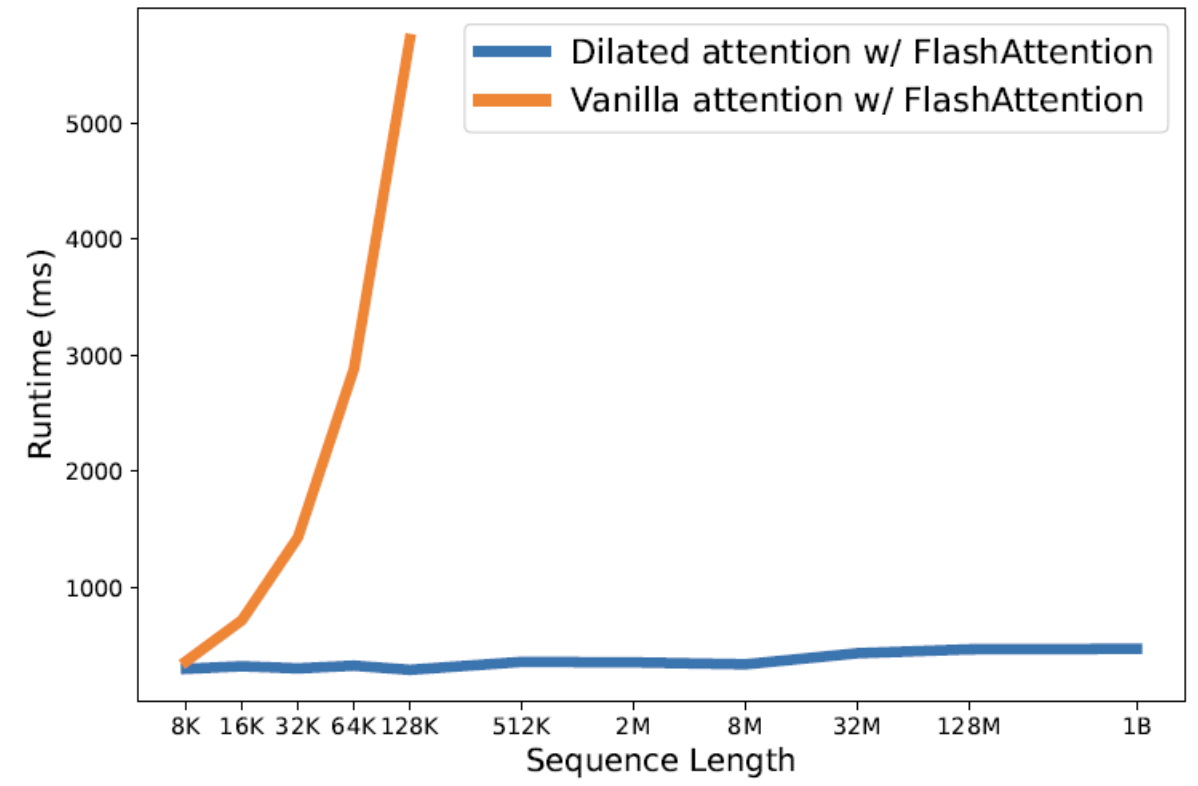 Dilated attention w/ FlashAttention
Vanilla attention w/ FlashAttention
5000
4000
3000
2000
1000
Runtime (ms)
8K 16K 32K 64K 128K 512K 2M 8M 32M 128M 1B
Sequence Length